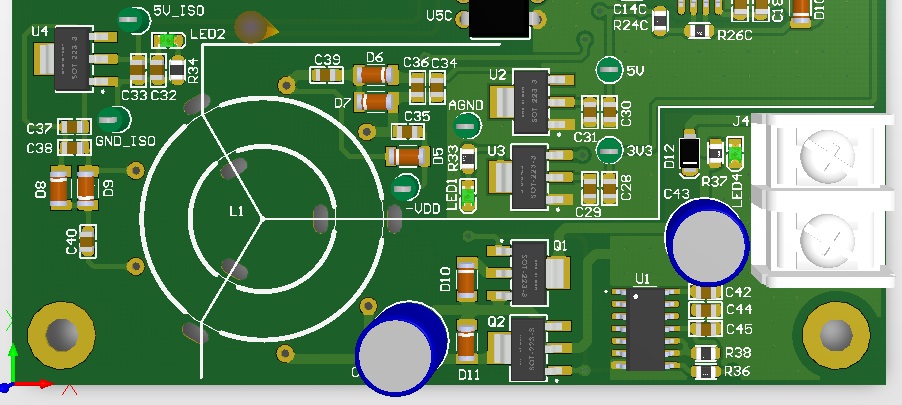 5V_ISO
U5C
C14C
R24C
R26C
U4
LED2
R34
C33 C32
C39
D6
C36 C34
D7
C35
AGND
U2
5V
C30
C31
J4
C37
C38
GND_ISO
D5
R33
LED1
U3
3V3
C28
C29
D12
R37
LED4
C43
D8
D9
-VDD
L1
C40
D10
Q1
U1
C42
C44
C45
Q2
D11
R38
R36
SOT 223-3
SOT 223-3
SOT-223-3
SOT-223-3
SOT-223-3